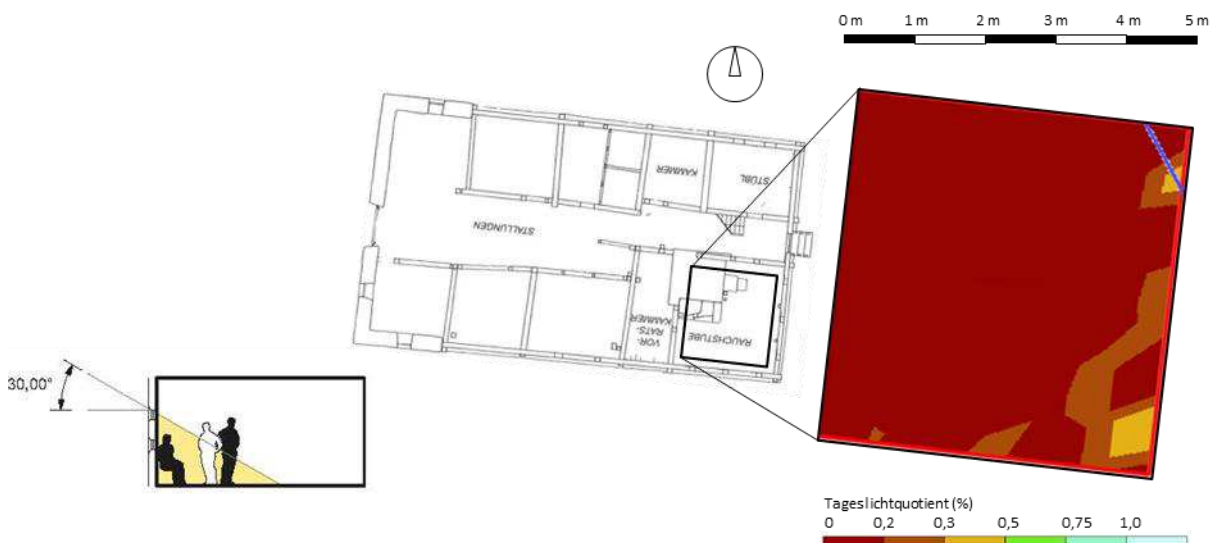 0 m 1 m 2 m 3 m 4 m 5 m
KAMMER
STÜBL
STALLUNGEN
VOR-
RATS-
KAMMER
RAUCHSTUBE
30,00°
Tageslichtquotient (%)
0 0,2 0,3 0,5 0,75 1,0